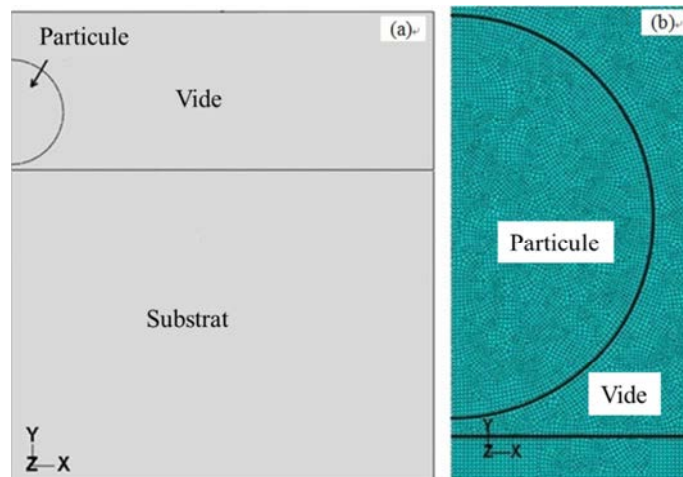 (a)
Particule
Vide
Substrat
Y
Z X
(b)
Particule
Vide
Y
Z X